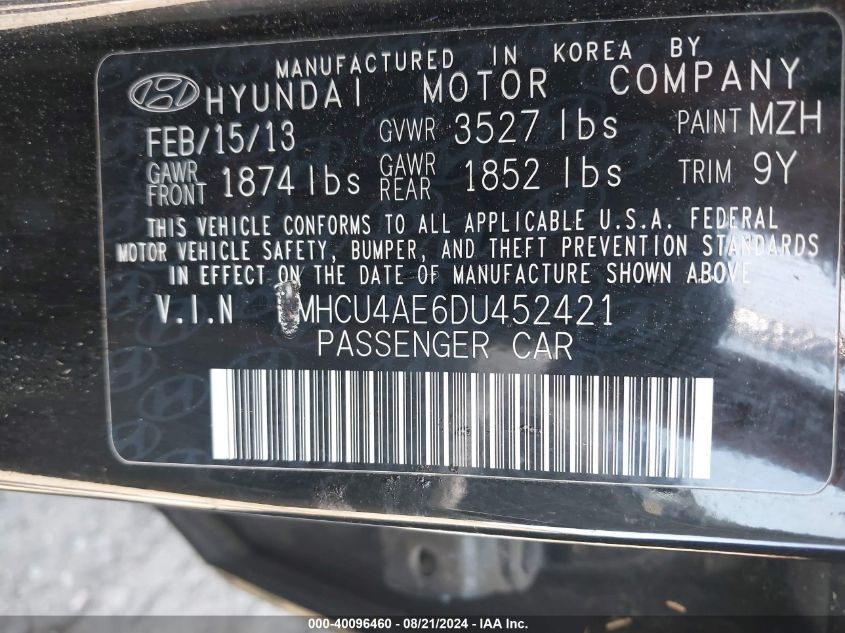 MANUFACTURED IN KOREA BY
HYUNDAI MOTOR COMPANY
FEB/15/13 GVWR 3527 lbs PAINT MZH
GAWR FRONT 1874 lbs GAWR REAR 1852 lbs TRIM 9Y
THIS VEHICLE CONFORMS TO ALL APPLICABLE U.S.A. FEDERAL
MOTOR VEHICLE SAFETY, BUMPER, AND THEFT PREVENTION STANDARDS
IN EFFECT ON THE DATE OF MANUFACTURE SHOWN ABOVE
V.I.N MHCU4AE6DU452421
PASSENGER CAR
000-40096460 - 08/21/2024 - IAA Inc.